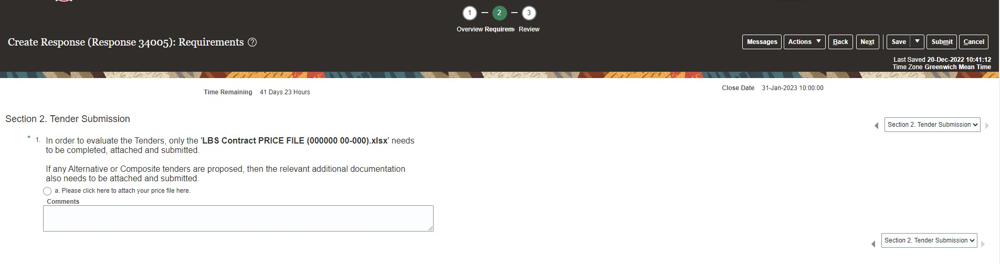 1 2 3
Overview Requirem Review
Create Response (Response 34005): Requirements ?
Messages Actions Back Next Save Submit Cancel
Last Saved 20-Dec-2022 10:41:12
Time Zone Greenwich Mean Time
Time Remaining 41 Days 23 Hours
Close Date 31-Jan-2023 10:00:00
Section 2. Tender Submission
Section 2. Tender Submission
* 1. In order to evaluate the Tenders, only the 'LBS Contract PRICE FILE (000000 00-000).xlsx' needs
to be completed, attached and submitted.
If any Alternative or Composite tenders are proposed, then the relevant additional documentation
also needs to be attached and submitted.
a. Please click here to attach your price file here.
Comments
Section 2. Tender Submission